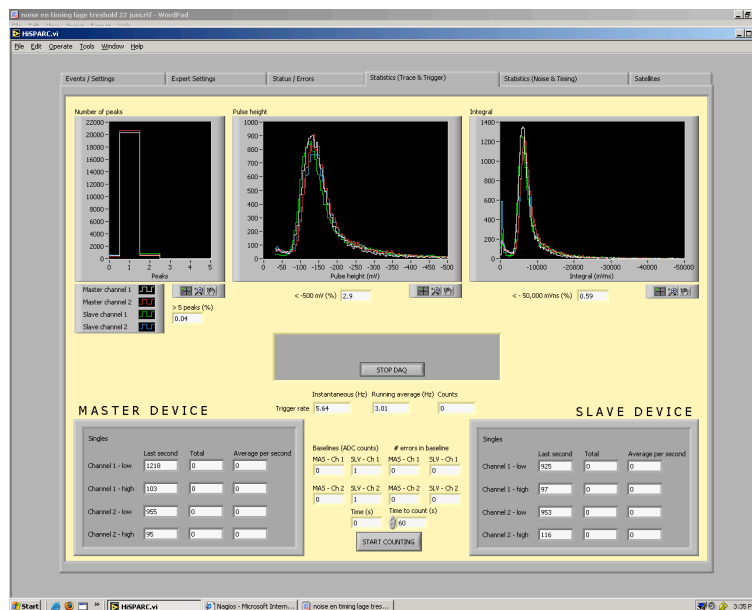 noise en timing lage treshold 22 juni.rtf - WordPad
HiSPARC.vi
File Edit Operate Tools Window Help
Events / Settings Expert Settings Status / Errors Statistics (Trace & Trigger) Statistics (Noise & Timing) Satellites
Number of peaks
22000
20000
18000
16000
14000
12000
10000
8000
6000
4000
2000
0
0 1 2 3 4 5
Peaks
Pulse height
1000
900
800
700
600
500
400
300
200
100
0
0 -50 -100 -150 -200 -250 -300 -350 -400 -450 -500
Pulse height (mV)
Integral
1400
1200
1000
800
600
400
200
0
0 -10000 -20000 -30000 -40000 -50000
Integral (mVns)
Master channel 1
Master channel 2
Slave channel 1
Slave channel 2
> 5 peaks (%)
0.04
< -500 mV (%) 2.9
< - 50,000 mVns (%) 0.59
STOP DAQ
Instantaneous (Hz) Running average (Hz) Counts
Trigger rate 5.64 3.01 0
MASTER DEVICE
Singles
Last second Total Average per second
Channel 1 - low 1218 0 0
Channel 1 - high 103 0 0
Channel 2 - low 955 0 0
Channel 2 - high 95 0 0
Baselines (ADC counts) # errors in baseline
MAS - Ch 1 SLV - Ch 1 MAS - Ch 1 SLV - Ch 1
0 1 0 0
MAS - Ch 2 SLV - Ch 2 MAS - Ch 2 SLV - Ch 2
0 1 0 0
Time (s) Time to count (s)
0 60
START COUNTING
SLAVE DEVICE
Singles
Last second Total Average per second
Channel 1 - low 925 0 0
Channel 1 - high 97 0 0
Channel 2 - low 953 0 0
Channel 2 - high 116 0 0
Start » HiSPARC.vi Nagios - Microsoft Intern... noise en timing lage tres... 3:35 P